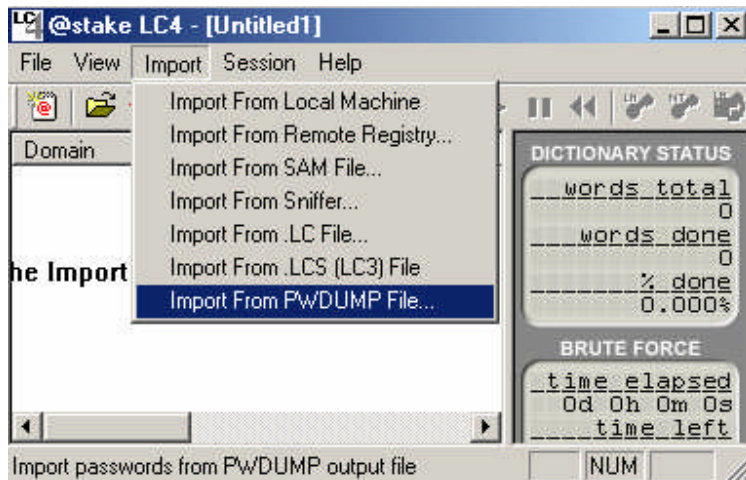 LC4 @stake LC4 - [Untitled1]
File View Import Session Help
Import From Local Machine
Import From Remote Registry...
Import From SAM File...
Import From Sniffer...
Import From .LC File...
Import From .LCS (LC3) File
Import From PWDUMP File...
Domain
he Import
LM NT
DICTIONARY STATUS
words total
0
words done
0
% done
0.000%
BRUTE FORCE
time elapsed
0d 0h 0m 0s
time left
Import passwords from PWDUMP output file NUM